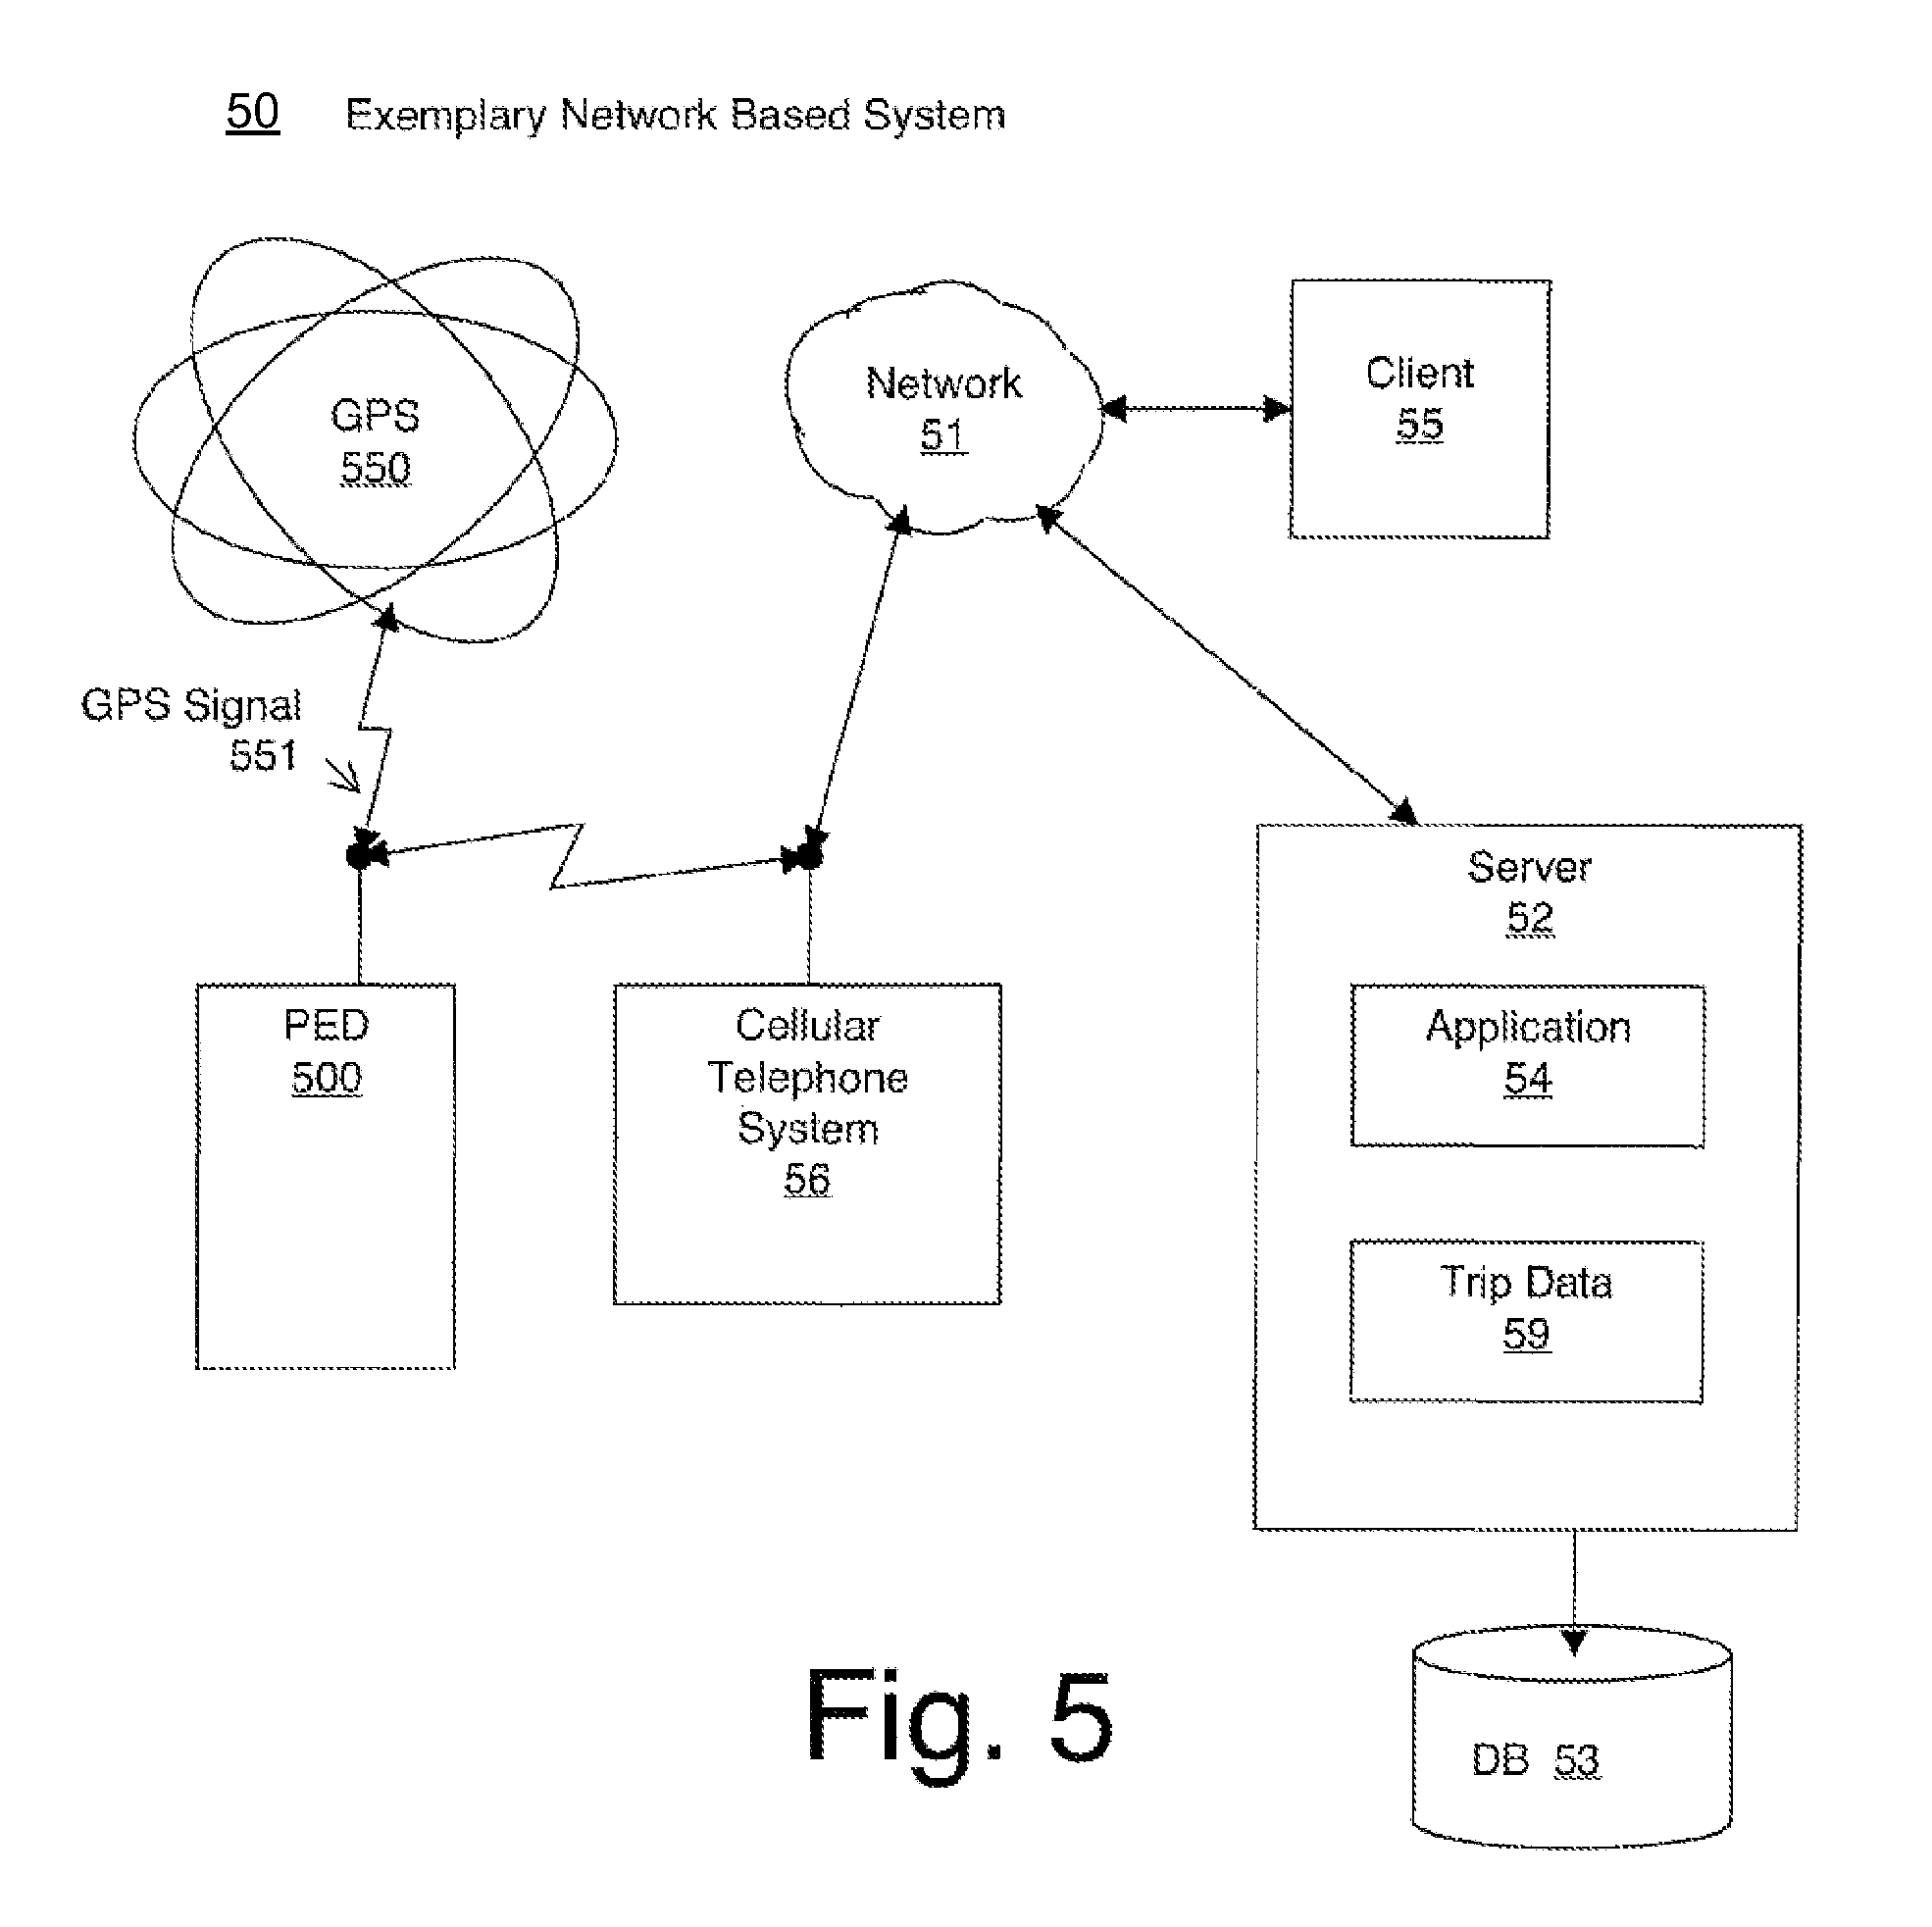 50 Exemplary Network Based System
GPS
550
Network
51
Client
55
GPS Signal
551
PED
500
Cellular
Telephone
System
56
Server
52
Application
54
Trip Data
59
DB 53
Fig. 5